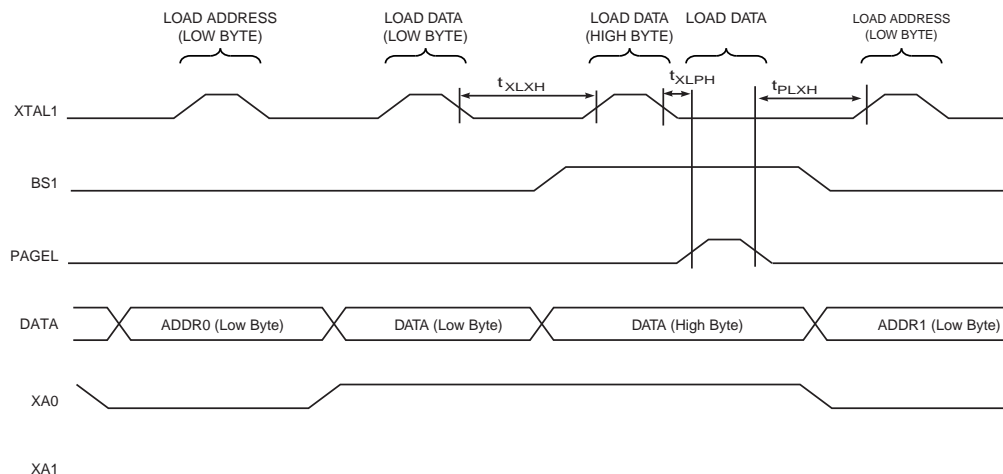 LOAD ADDRESS
(LOW BYTE)
LOAD DATA
(LOW BYTE)
LOAD DATA
(HIGH BYTE)
LOAD DATA
LOAD ADDRESS
(LOW BYTE)
tXLXH
tXLPH
tPLXH
XTAL1
BS1
PAGEL
DATA
ADDR0 (Low Byte)
DATA (Low Byte)
DATA (High Byte)
ADDR1 (Low Byte)
XA0
XA1